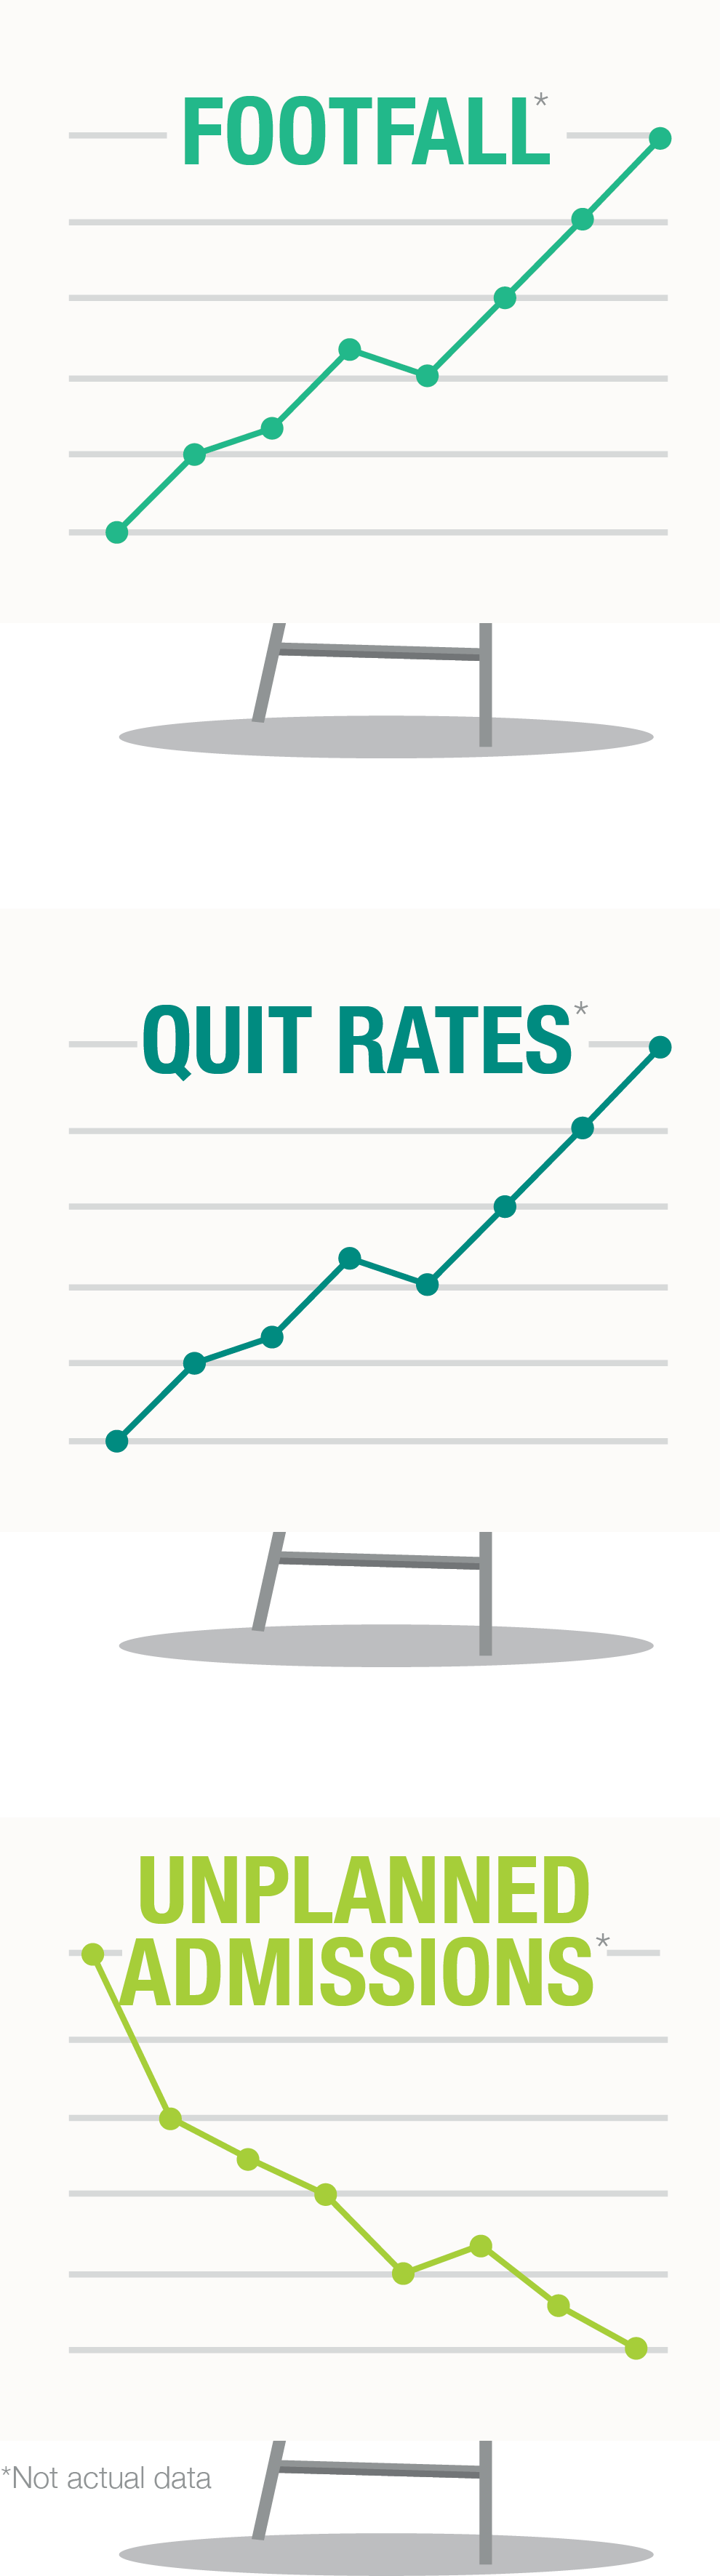 FOOTFALL*
QUIT RATES*
UNPLANNED
ADMISSIONS*
*Not actual data